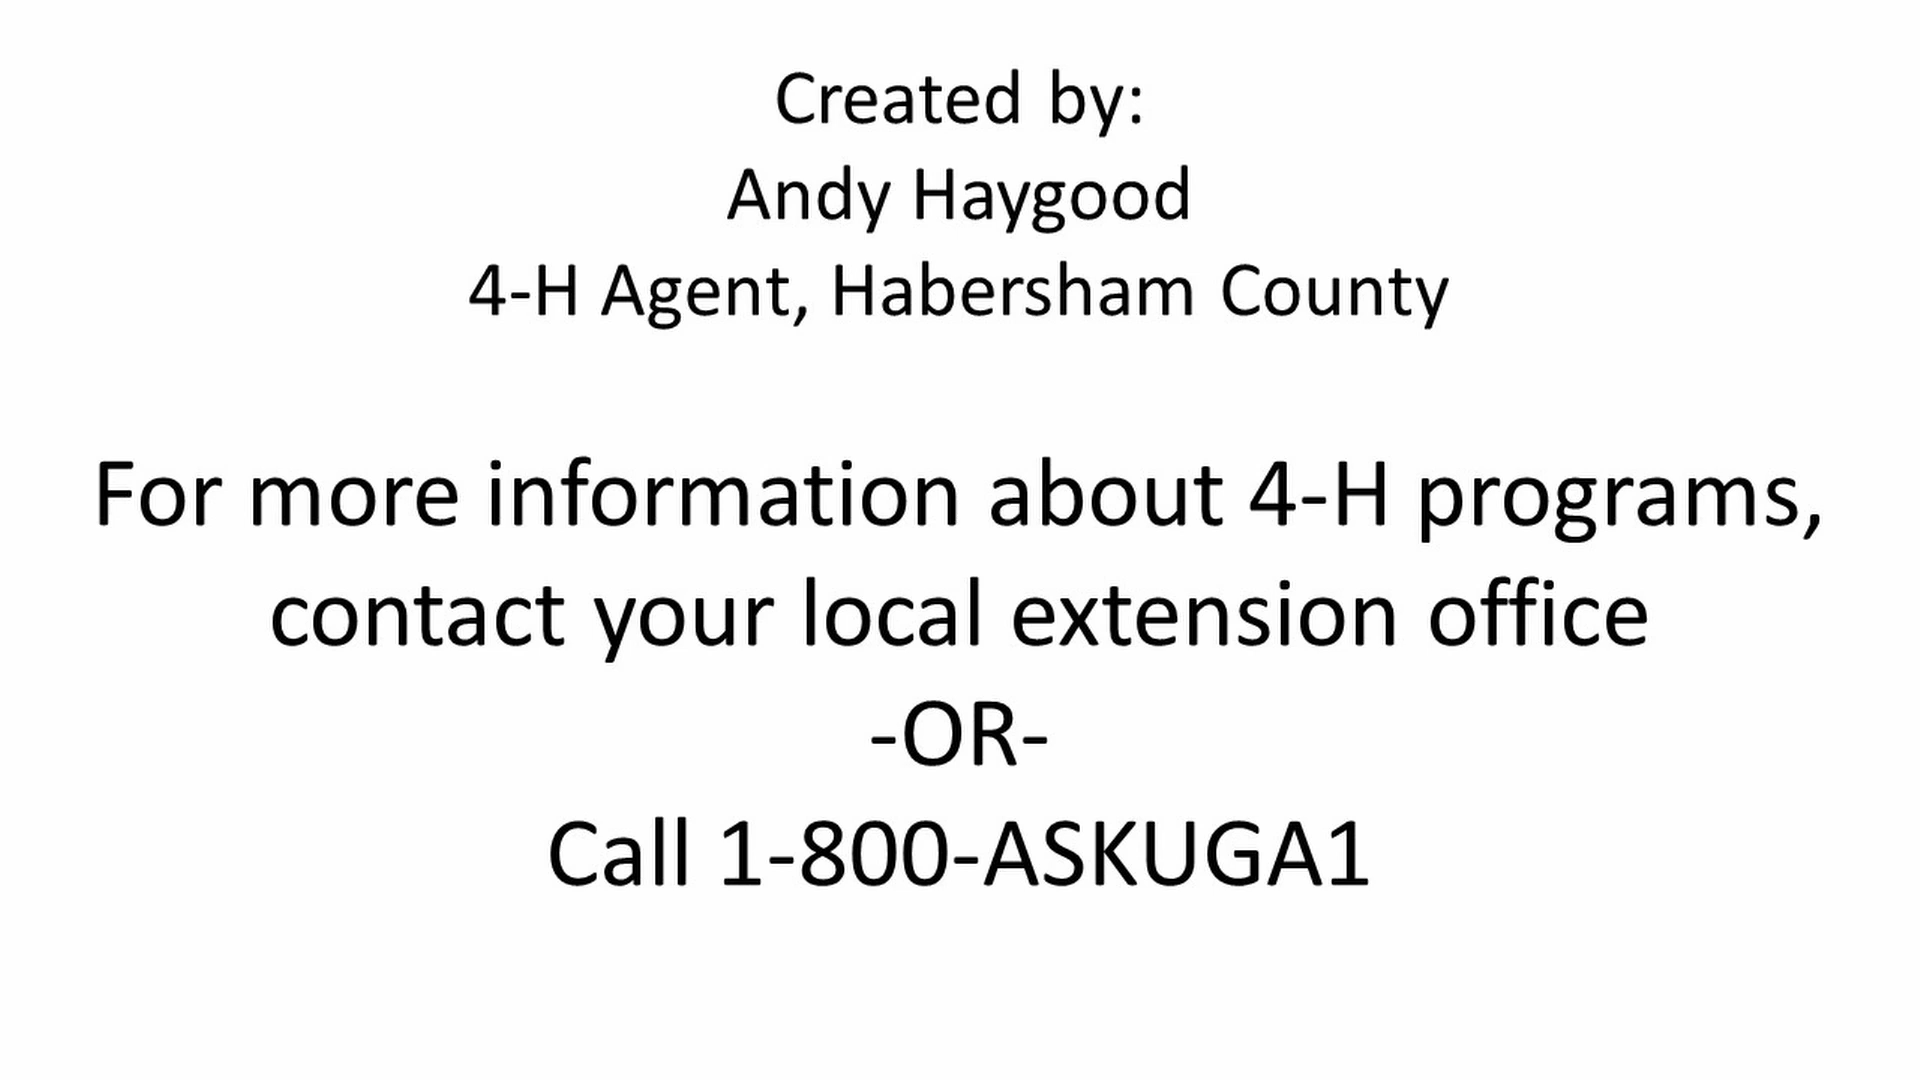 Created by:
Andy Haygood
4-H Agent, Habersham County
For more information about 4-H programs,
contact your local extension office
-OR-
Call 1-800-ASKUGA1